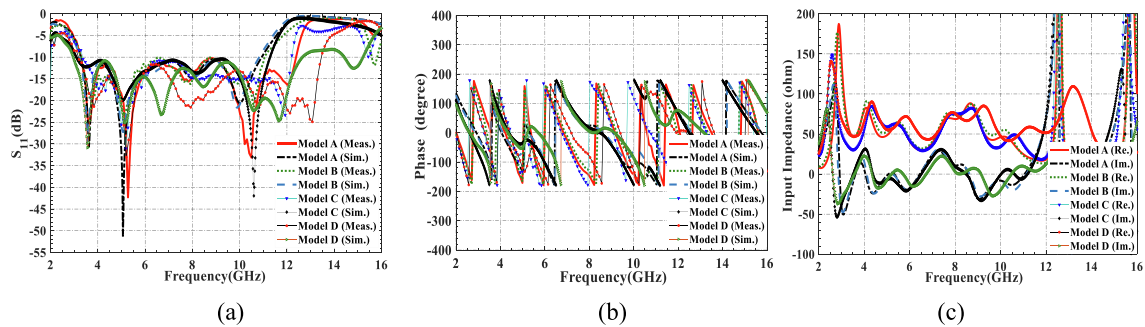 (a)
0
-5
-10
-15
-20
-25
-30
-35
-40
-45
-50
-55
S11 (dB)
Model A (Meas.)
Model A (Sim.)
Model B (Meas.)
Model B (Sim.)
Model C (Meas.)
Model C (Sim.)
Model D (Meas.)
Model D (Sim.)
2 4 6 8 10 12 14 16
Frequency(GHz)
(a)
(b)
400
300
200
100
0
-100
-200
-300
-400
Phase (degree)
Model A (Meas.)
Model A (Sim.)
Model B (Meas.)
Model B (Sim.)
Model C (Meas.)
Model C (Sim.)
Model D (Meas.)
Model D (Sim.)
2 4 6 8 10 12 14 16
Frequency(GHz)
(b)
(c)
200
150
100
50
0
-50
-100
Input Impedance (ohm)
Model A (Re.)
Model A (Im.)
Model B (Re.)
Model B (Im.)
Model C (Re.)
Model C (Im.)
Model D (Re.)
Model D (Im.)
2 4 6 8 10 12 14 16
Frequency(GHz)
(c)